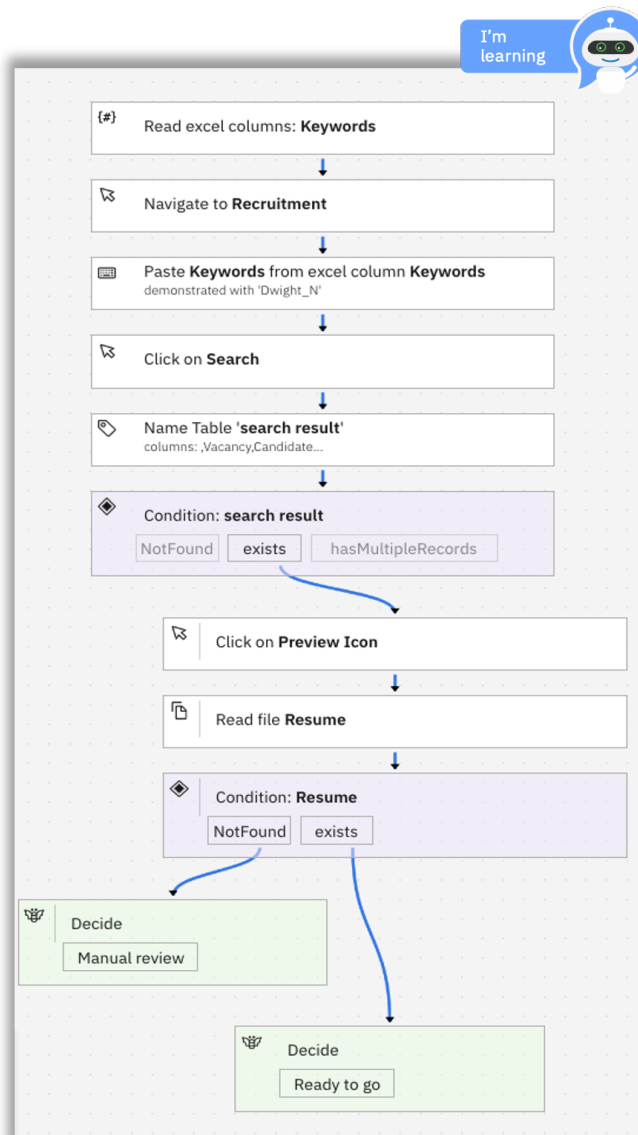 I'm
learning
{#}
Read excel columns: Keywords
Navigate to Recruitment
Paste Keywords from excel column Keywords
demonstrated with 'Dwight_N'
Click on Search
Name Table 'search result'
columns: ,Vacancy,Candidate...
Condition: search result
NotFound exists hasMultipleRecords
Click on Preview Icon
Read file Resume
Condition: Resume
NotFound exists
Decide
Manual review
Decide
Ready to go